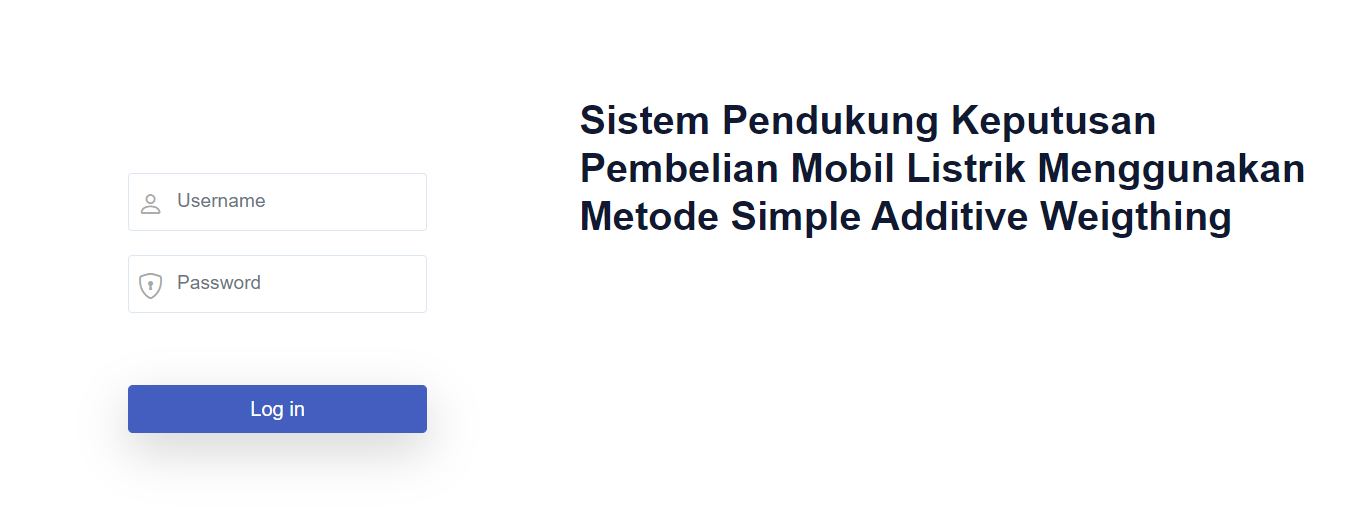 Username
Password
Log in
Sistem Pendukung Keputusan
Pembelian Mobil Listrik Menggunakan
Metode Simple Additive Weigthing